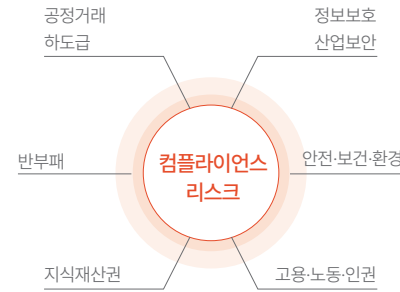 공정거래
하도급
정보보호
산업보안
반부패
컴플라이언스
리스크
안전·보건·환경
지식재산권
고용·노동·인권